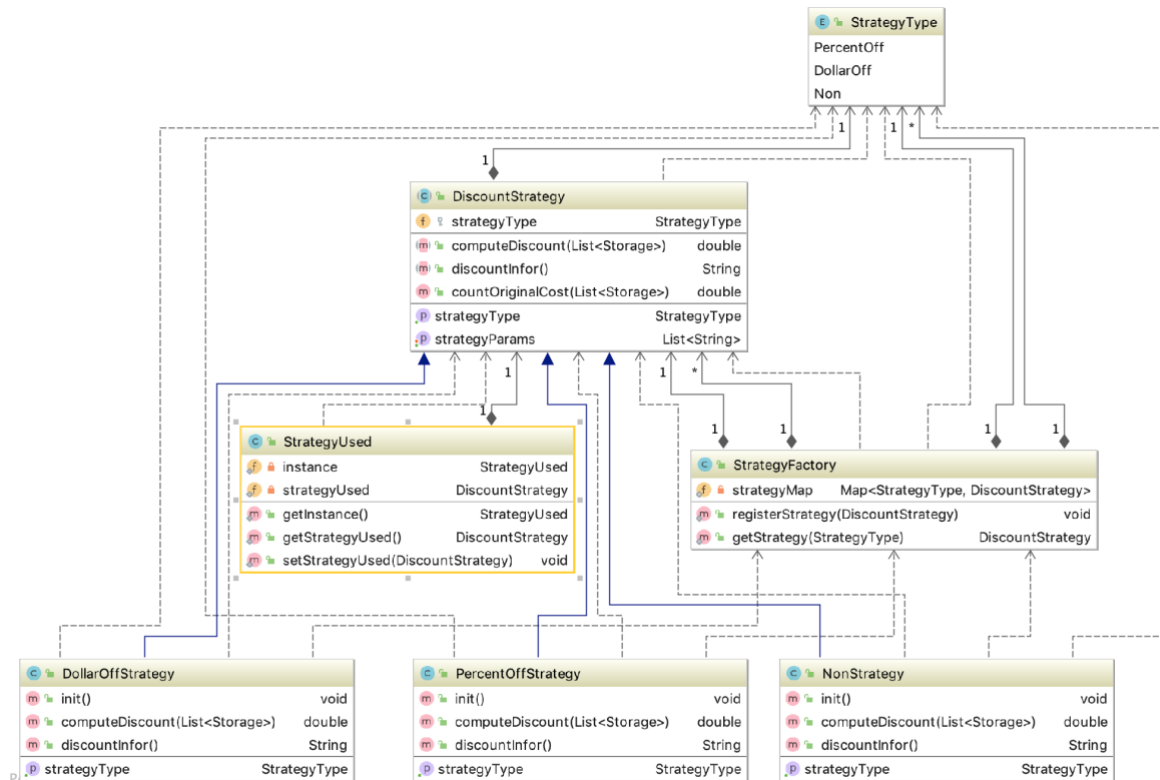 E StrategyType
PercentOff
DollarOff
Non
1
1 *
1
C DiscountStrategy
f strategyType StrategyType
m computeDiscount(List<Storage>) double
m discountInfor() String
m countOriginalCost(List<Storage>) double
p strategyType StrategyType
p strategyParams List<String>
1
1 *
1
1 1
1 1
C StrategyUsed
f instance StrategyUsed
f strategyUsed DiscountStrategy
m getInstance() StrategyUsed
m getStrategyUsed() DiscountStrategy
m setStrategyUsed(DiscountStrategy) void
C StrategyFactory
f strategyMap Map<StrategyType, DiscountStrategy>
m registerStrategy(DiscountStrategy) void
m getStrategy(StrategyType) DiscountStrategy
C DollarOffStrategy
m init() void
m computeDiscount(List<Storage>) double
m discountInfor() String
p strategyType StrategyType
C PercentOffStrategy
m init() void
m computeDiscount(List<Storage>) double
m discountInfor() String
p strategyType StrategyType
C NonStrategy
m init() void
m computeDiscount(List<Storage>) double
m discountInfor() String
p strategyType StrategyType